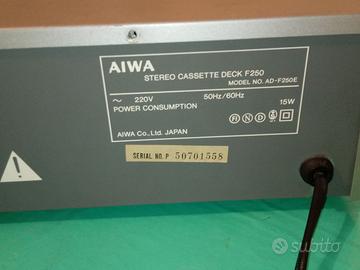 AIWA
STEREO CASSETTE DECK F250
MODEL NO. AD-F250E
~ 220V 50Hz/60Hz 15W
POWER CONSUMPTION
N D S F
AIWA Co., Ltd. JAPAN
SERIAL NO. P 50701558
subito